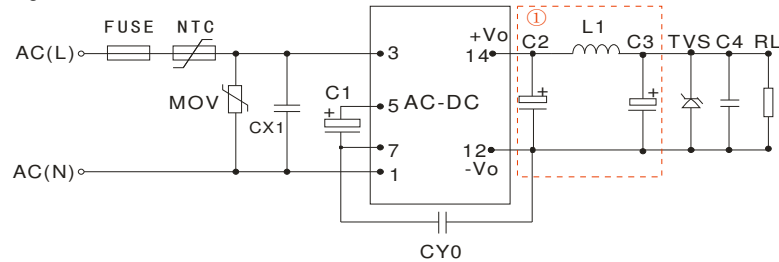 FUSE NTC
AC(L)
MOV
CX1
C1
+
3
5
7
1
AC-DC
+Vo
14
12
-Vo
①
C2
L1
C3
+
+
TVS
C4
RL
AC(N)
CY0